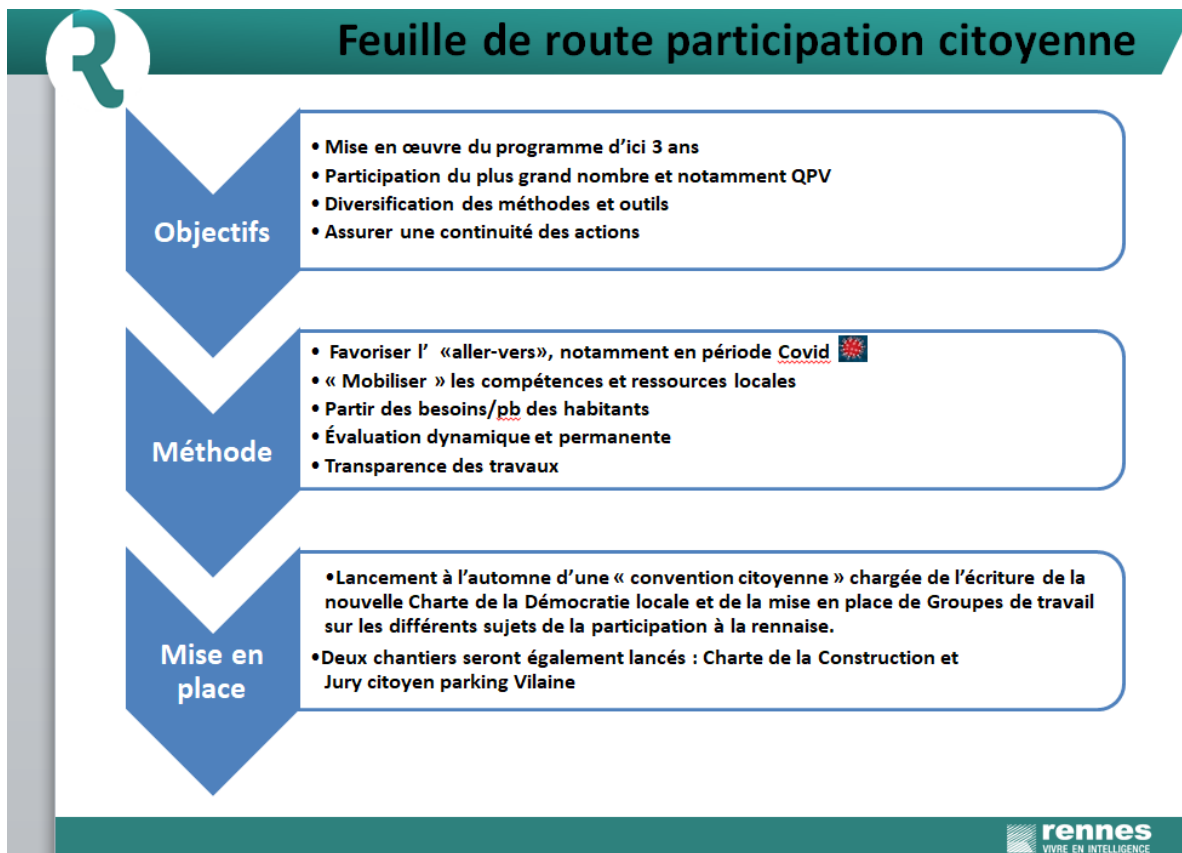 Feuille de route participation citoyenne
Objectifs
• Mise en œuvre du programme d'ici 3 ans
• Participation du plus grand nombre et notamment QPV
• Diversification des méthodes et outils
• Assurer une continuité des actions
Méthode
• Favoriser l' «aller-vers», notamment en période Covid
• « Mobiliser » les compétences et ressources locales
• Partir des besoins/pb des habitants
• Évaluation dynamique et permanente
• Transparence des travaux
Mise en
place
•Lancement à l'automne d'une « convention citoyenne » chargée de l'écriture de la
nouvelle Charte de la Démocratie locale et de la mise en place de Groupes de travail
sur les différents sujets de la participation à la rennaise.
•Deux chantiers seront également lancés : Charte de la Construction et
Jury citoyen parking Vilaine
rennes
VIVRE EN INTELLIGENCE